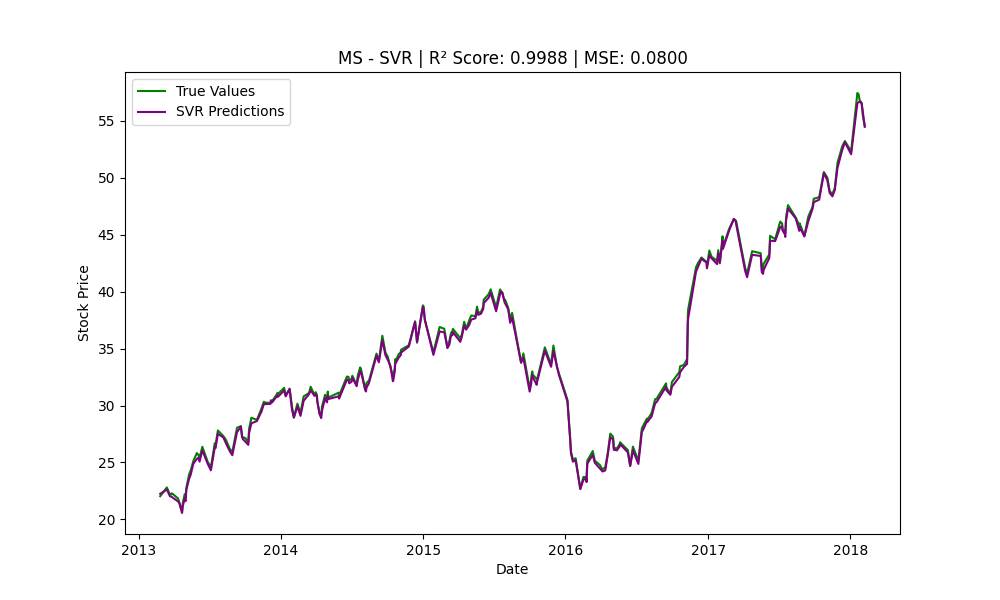 MS - SVR | R² Score: 0.9988 | MSE: 0.0800
True Values
SVR Predictions
Stock Price
55
50
45
40
35
30
25
20
2013 2014 2015 2016 2017 2018
Date